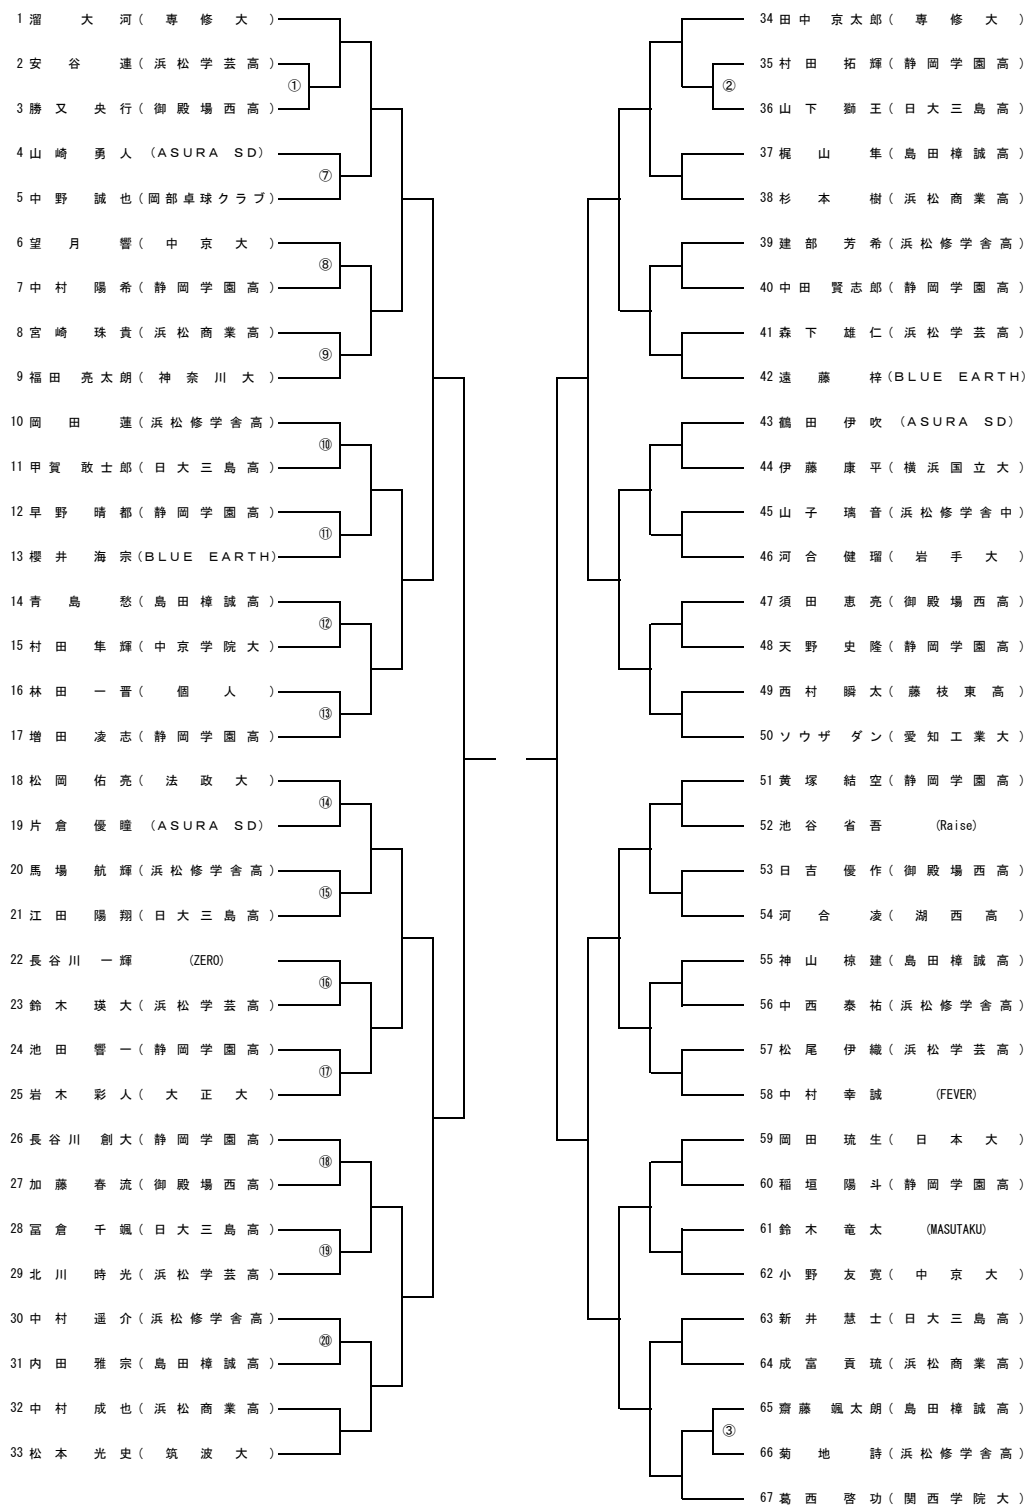 1 溜 大 河 ( 専 修 大 )
2 安 谷 連 ( 浜 松 学 芸 高 )
①
3 勝 又 央 行 ( 御 殿 場 西 高 )
4 山 崎 勇 人 (ASURA SD)
⑦
5 中 野 誠 也 ( 岡 部 卓 球 ク ラ ブ )
6 望 月 響 ( 中 京 大 )
⑧
7 中 村 陽 希 ( 静 岡 学 園 高 )
8 宮 崎 珠 貴 ( 浜 松 商 業 高 )
⑨
9 福 田 亮 太 朗 ( 神 奈 川 大 )
10 岡 田 蓮 ( 浜 松 修 学 舎 高 )
⑩
11 甲 賀 敢 士 郎 ( 日 大 三 島 高 )
12 早 野 晴 都 ( 静 岡 学 園 高 )
⑪
13 櫻 井 海 宗 (BLUE EARTH)
14 青 島 愁 ( 島 田 樟 誠 高 )
⑫
15 村 田 隼 輝 ( 中 京 学 院 大 )
16 林 田 一 晋 ( 個 人 )
⑬
17 増 田 凌 志 ( 静 岡 学 園 高 )
18 松 岡 佑 亮 ( 法 政 大 )
⑭
19 片 倉 優 瞳 (ASURA SD)
20 馬 場 航 輝 ( 浜 松 修 学 舎 高 )
⑮
21 江 田 陽 翔 ( 日 大 三 島 高 )
22 長 谷 川 一 輝 (ZERO)
⑯
23 鈴 木 瑛 大 ( 浜 松 学 芸 高 )
24 池 田 響 一 ( 静 岡 学 園 高 )
⑰
25 岩 木 彩 人 ( 大 正 大 )
26 長 谷 川 創 大 ( 静 岡 学 園 高 )
⑱
27 加 藤 春 流 ( 御 殿 場 西 高 )
28 冨 倉 千 颯 ( 日 大 三 島 高 )
⑲
29 北 川 時 光 ( 浜 松 学 芸 高 )
30 中 村 遥 介 ( 浜 松 修 学 舎 高 )
⑳
31 内 田 雅 宗 ( 島 田 樟 誠 高 )
32 中 村 成 也 ( 浜 松 商 業 高 )
33 松 本 光 史 ( 筑 波 大 )
34 田 中 京 太 郎 ( 専 修 大 )
35 村 田 拓 輝 ( 静 岡 学 園 高 )
②
36 山 下 獅 王 ( 日 大 三 島 高 )
37 梶 山 隼 ( 島 田 樟 誠 高 )
38 杉 本 樹 ( 浜 松 商 業 高 )
39 建 部 芳 希 ( 浜 松 修 学 舎 高 )
40 中 田 賢 志 郎 ( 静 岡 学 園 高 )
41 森 下 雄 仁 ( 浜 松 学 芸 高 )
42 遠 藤 梓 (BLUE EARTH)
43 鶴 田 伊 吹 (ASURA SD)
44 伊 藤 康 平 ( 横 浜 国 立 大 )
45 山 子 璃 音 ( 浜 松 修 学 舎 中 )
46 河 合 健 瑠 ( 岩 手 大 )
47 須 田 恵 亮 ( 御 殿 場 西 高 )
48 天 野 史 隆 ( 静 岡 学 園 高 )
49 西 村 瞬 太 ( 藤 枝 東 高 )
50 ソ ウ ザ ダ ン ( 愛 知 工 業 大 )
51 黄 塚 結 空 ( 静 岡 学 園 高 )
52 池 谷 省 吾 (Raise)
53 日 吉 優 作 ( 御 殿 場 西 高 )
54 河 合 凌 ( 湖 西 高 )
55 神 山 椋 建 ( 島 田 樟 誠 高 )
56 中 西 泰 祐 ( 浜 松 修 学 舎 高 )
57 松 尾 伊 織 ( 浜 松 学 芸 高 )
58 中 村 幸 誠 (FEVER)
59 岡 田 琉 生 ( 日 本 大 )
60 稲 垣 陽 斗 ( 静 岡 学 園 高 )
61 鈴 木 竜 太 (MASUTAKU)
62 小 野 友 寛 ( 中 京 大 )
63 新 井 慧 士 ( 日 大 三 島 高 )
64 成 富 貢 琉 ( 浜 松 商 業 高 )
65 齋 藤 颯 太 朗 ( 島 田 樟 誠 高 )
③
66 菊 地 詩 ( 浜 松 修 学 舎 高 )
67 葛 西 啓 功 ( 関 西 学 院 大 )